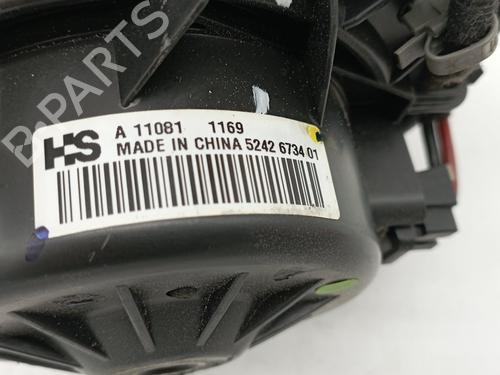 B-PARTS
HS A 11081 1169
MADE IN CHINA 5242 6734 01